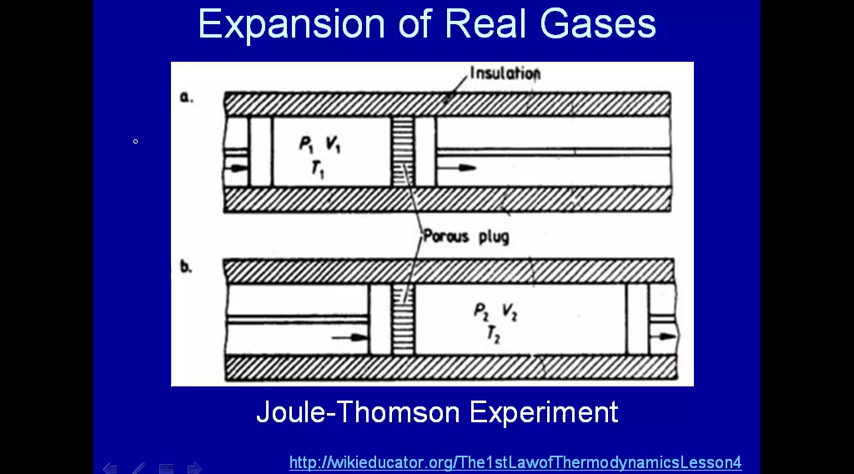 Expansion of Real Gases
Insulation
a.
P₁ V₁
T₁
Porous plug
b.
P₂ V₂
T₂
Joule-Thomson Experiment
http://wikieducator.org/The1stLawofThermodynamicsLesson4